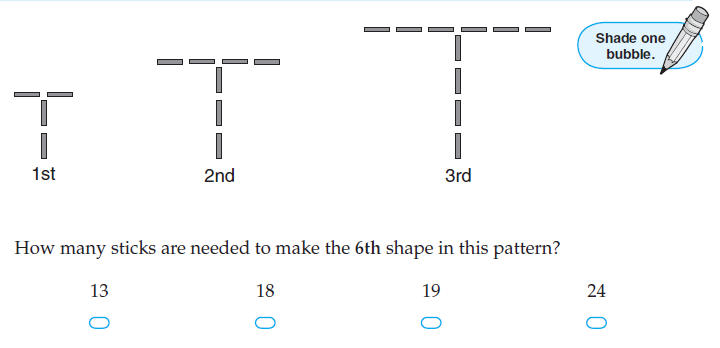 Shade one
bubble.
1st
2nd
3rd
How many sticks are needed to make the 6th shape in this pattern?
13
18
19
24